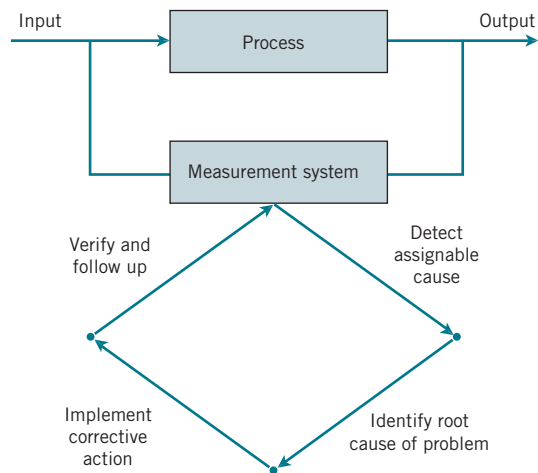 Input
Output
Process
Measurement system
Verify and
follow up
Detect
assignable
cause
Implement
corrective
action
Identify root
cause of problem